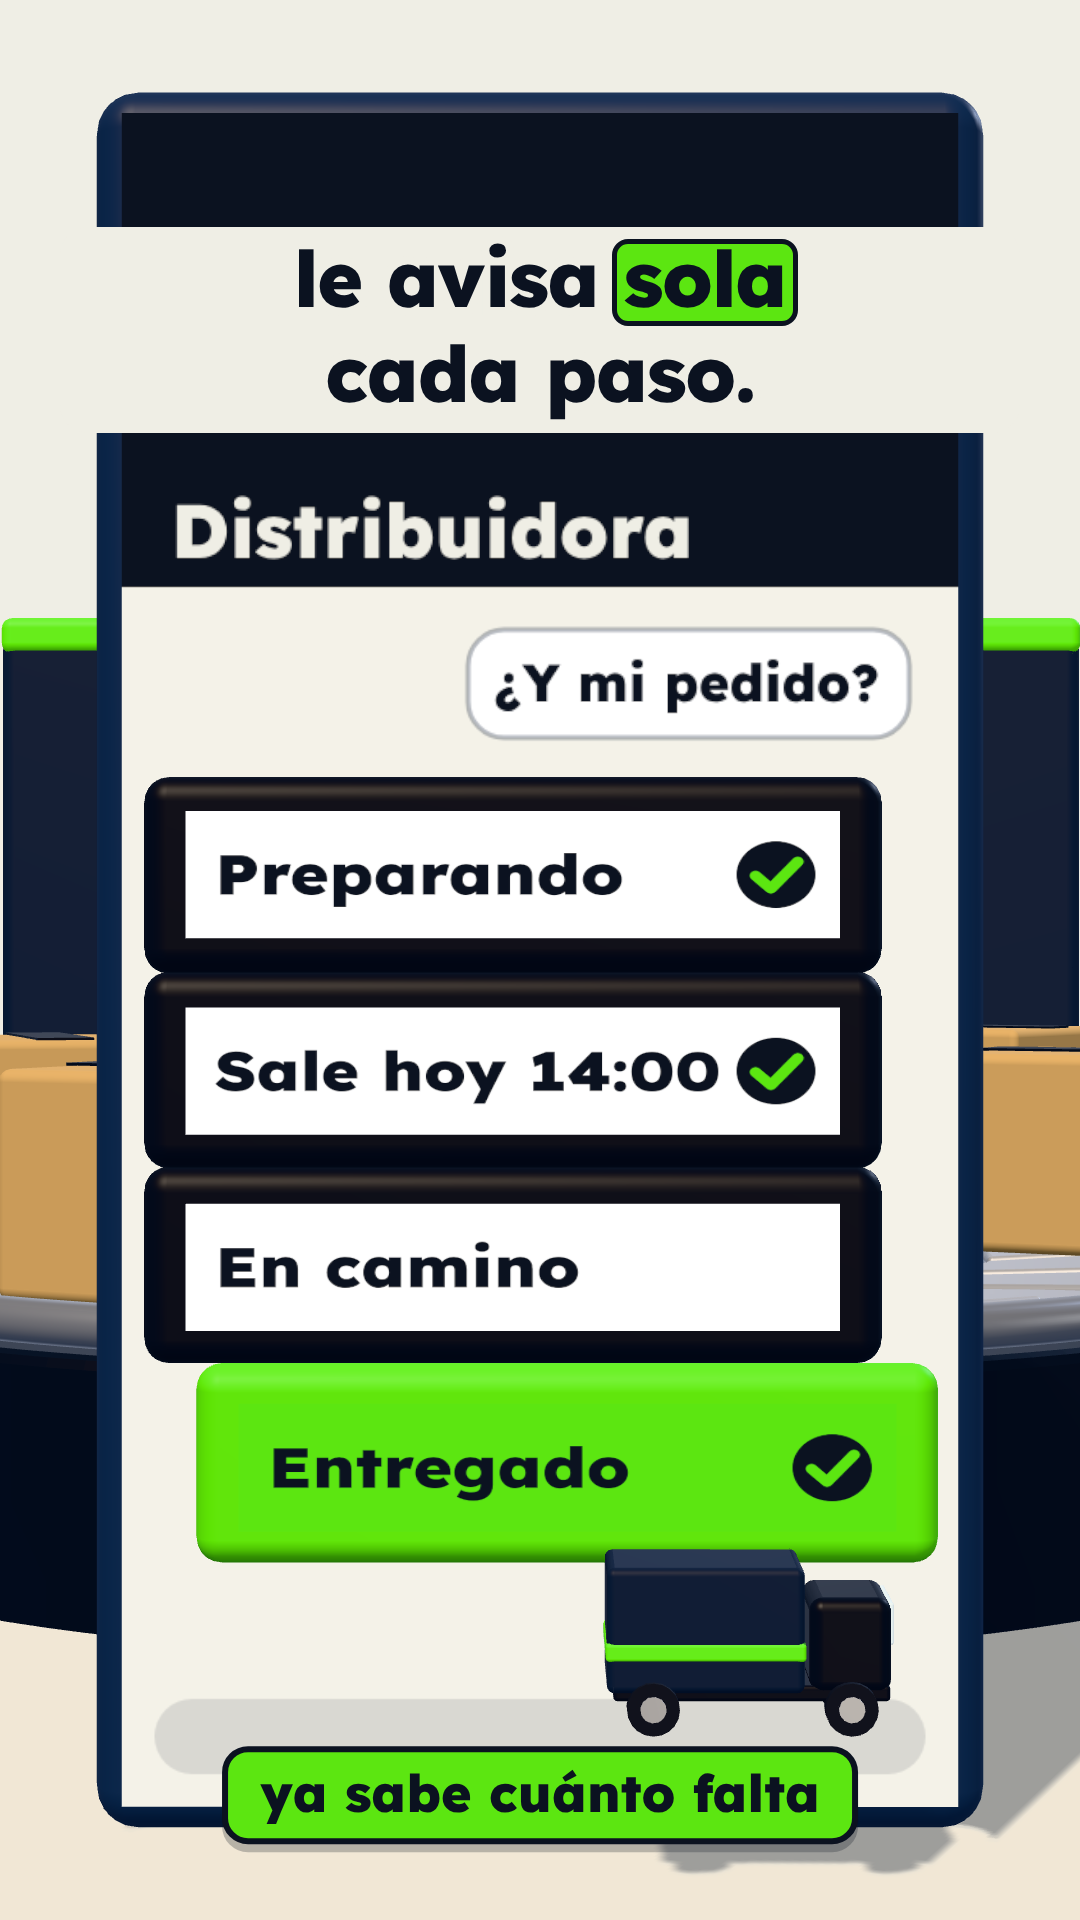 le avisa sola
cada paso.
Distribuidora
¿Y mi pedido?
Preparando
Sale hoy 14:00
En camino
Entregado
ya sabe cuánto falta